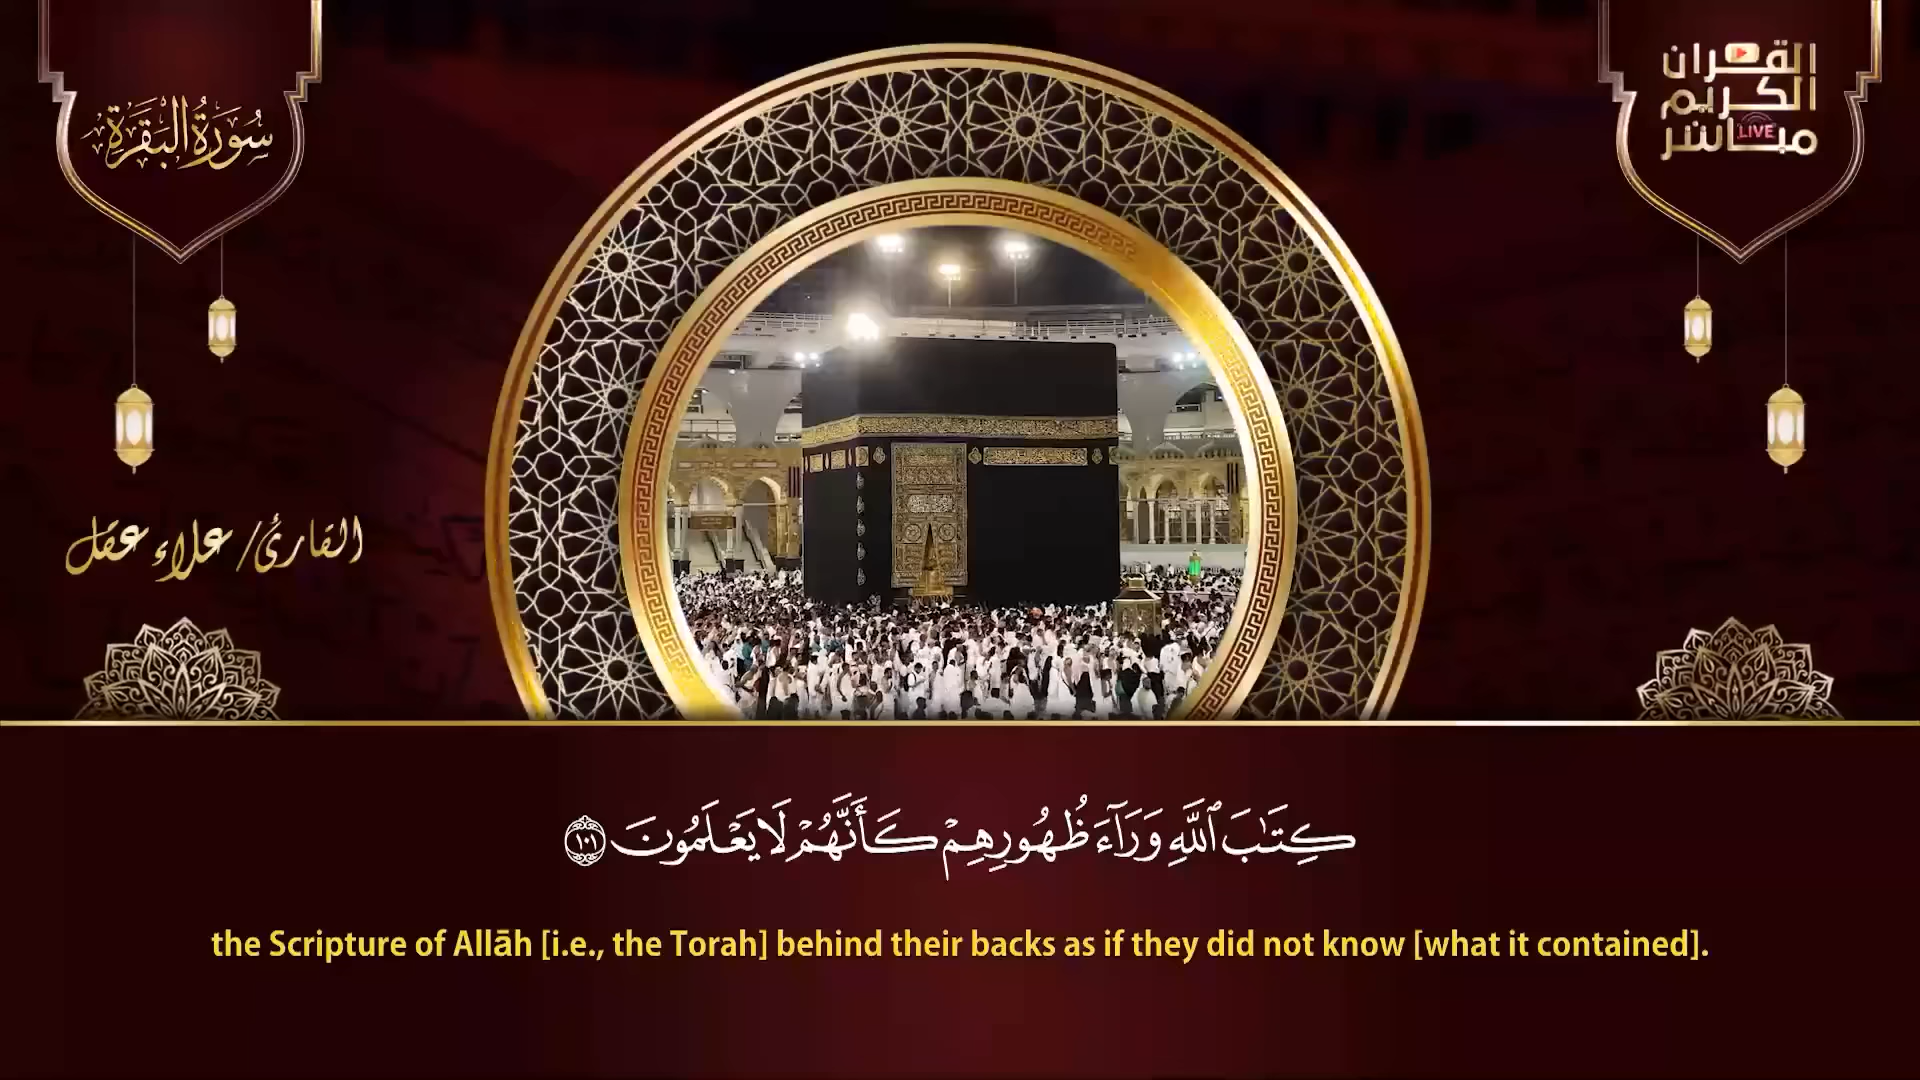 سُورَةُ البَقَرَةِ
القرآن
الكريم
مباشر
LIVE
القارئ/ علاء عقل
كِتَٰبَ ٱللَّهِ وَرَآءَ ظُهُورِهِمْ كَأَنَّهُمْ لَا يَعْلَمُونَ ١٠١
the Scripture of Allāh [i.e., the Torah] behind their backs as if they did not know [what it contained].